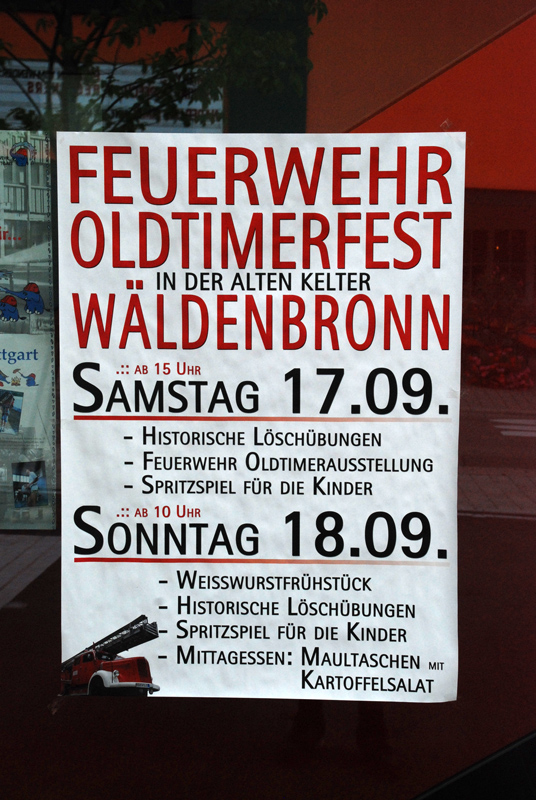 FEUERWEHR
OLDTIMERFEST
IN DER ALTEN KELTER
WÄLDENBRONN
.:: AB 15 UHR
SAMSTAG 17.09.
- HISTORISCHE LÖSCHÜBUNGEN
- FEUERWEHR OLDTIMERAUSSTELLUNG
- SPRITZSPIEL FÜR DIE KINDER
.:: AB 10 UHR
SONNTAG 18.09.
- WEISSWURSTFRÜHSTÜCK
- HISTORISCHE LÖSCHÜBUNGEN
- SPRITZSPIEL FÜR DIE KINDER
- MITTAGESSEN: MAULTASCHEN MIT
KARTOFFELSALAT
ttgart